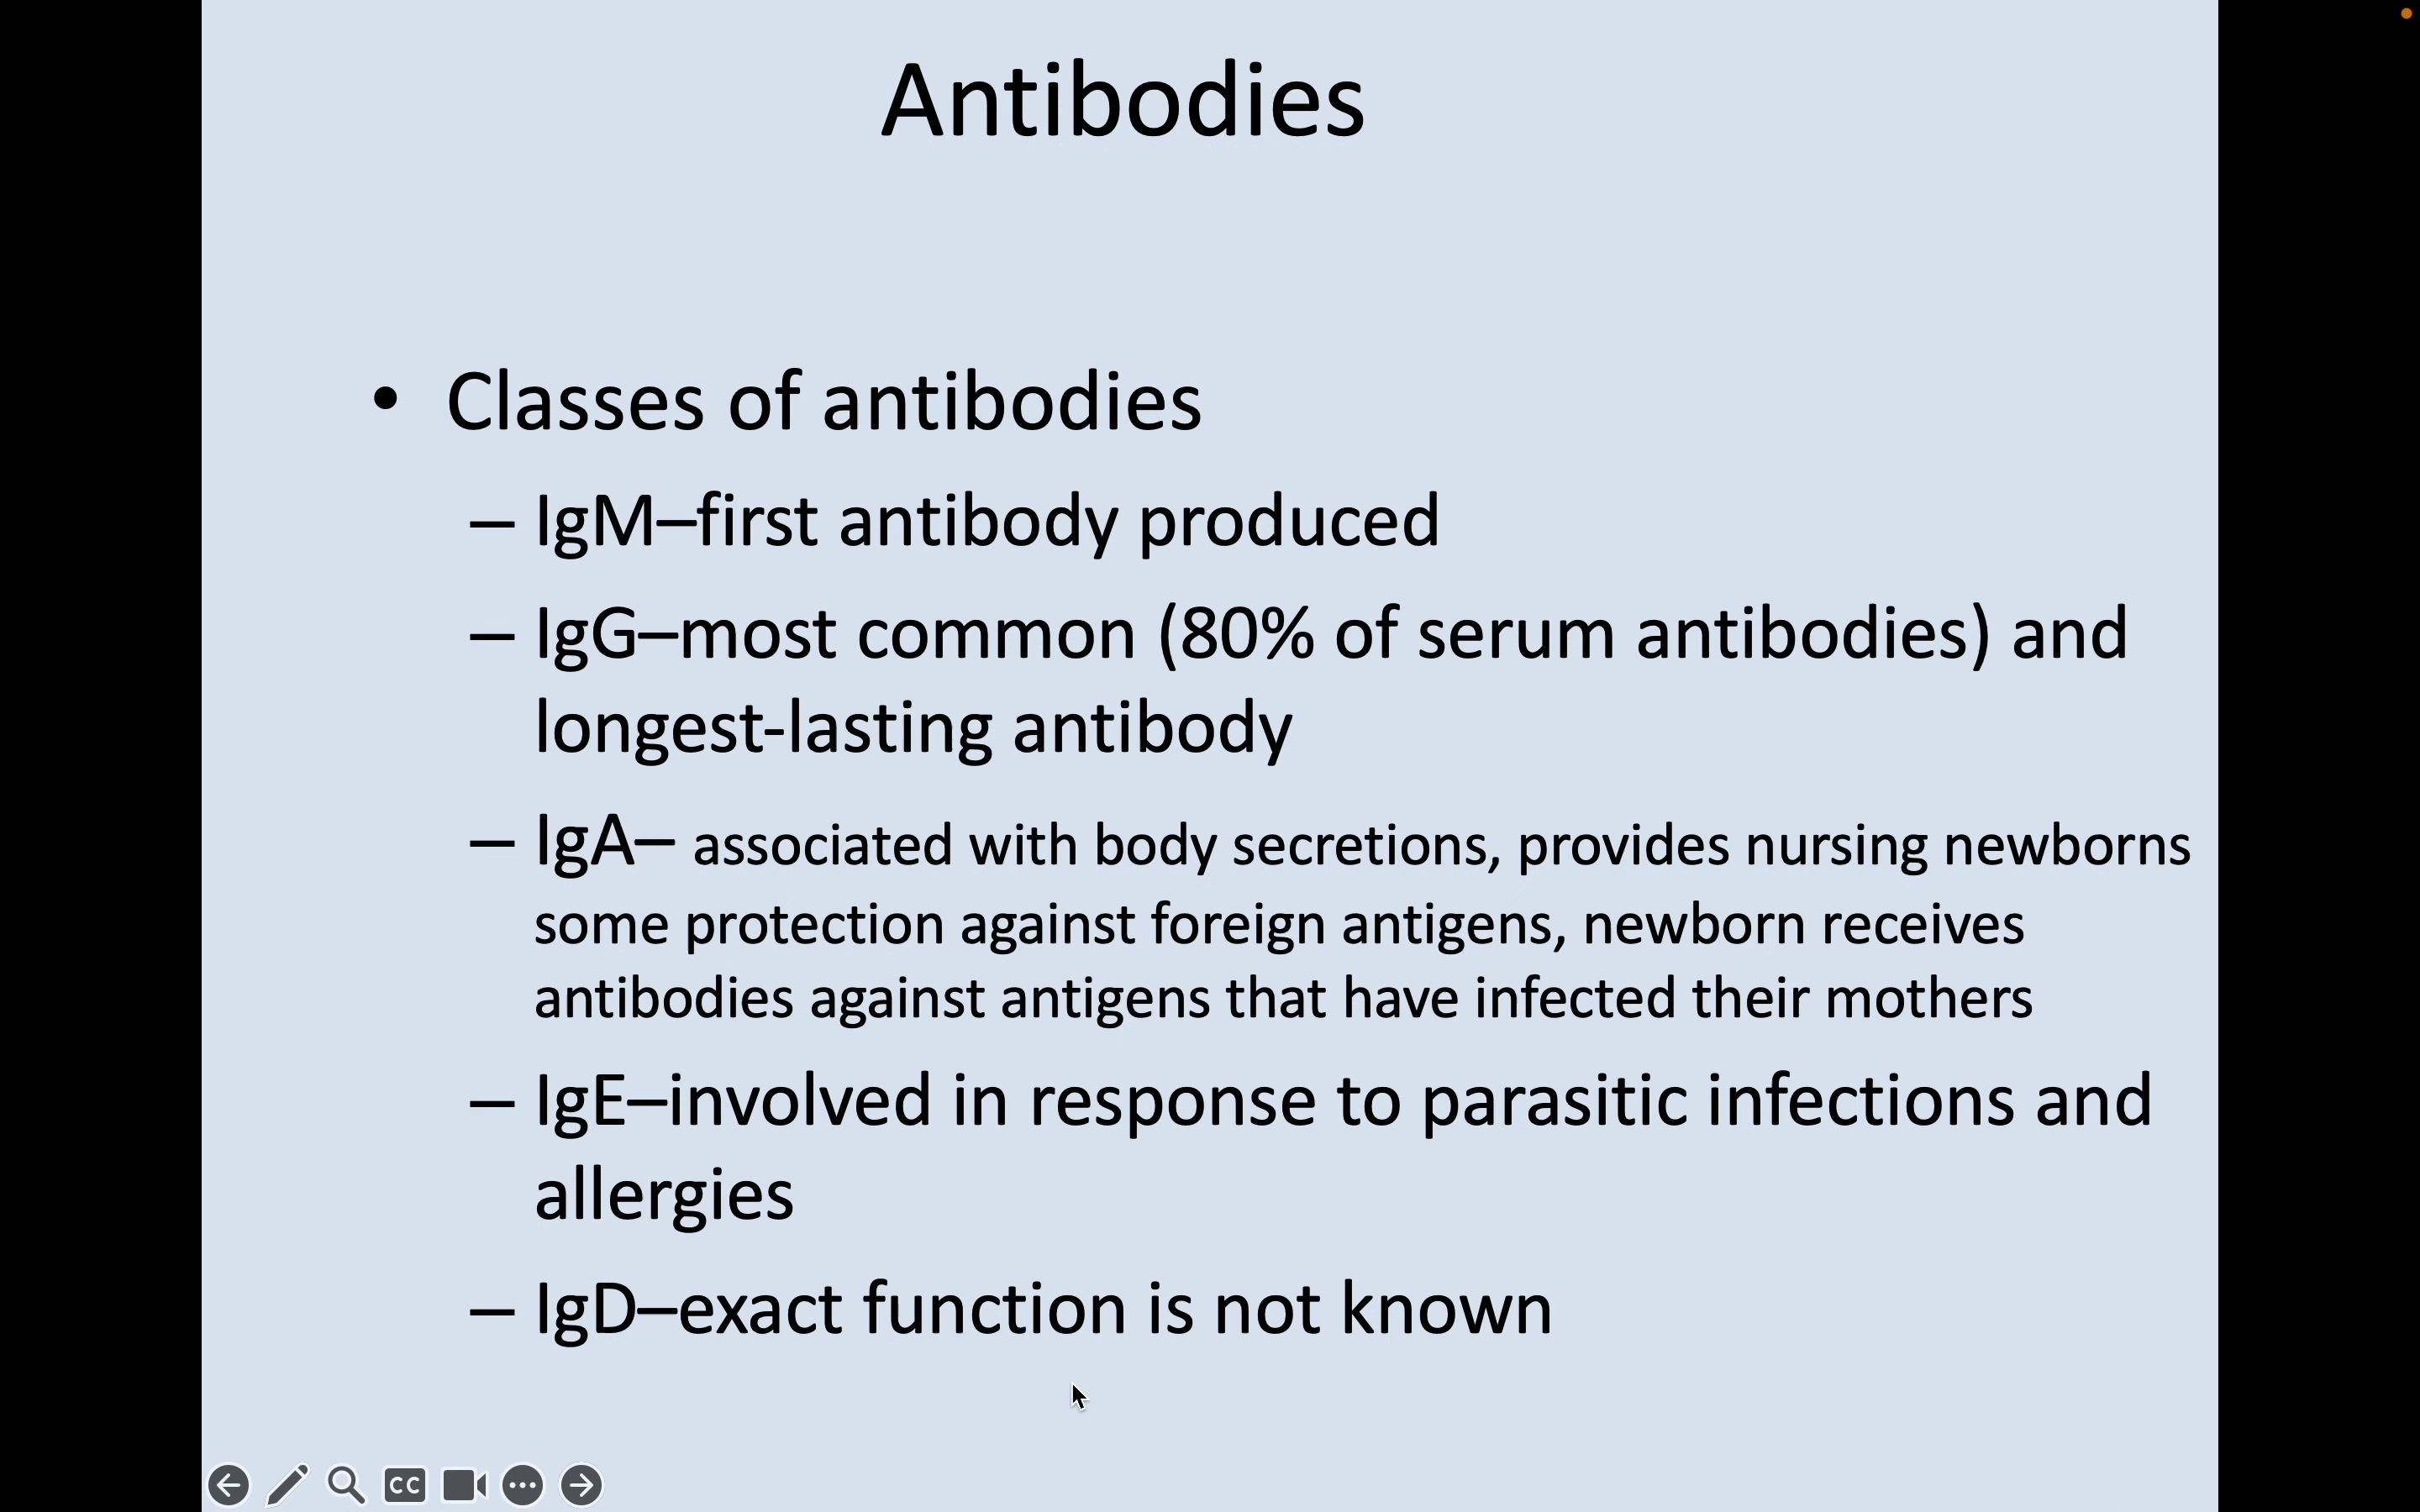 Antibodies
• Classes of antibodies
– IgM–first antibody produced
– IgG–most common (80% of serum antibodies) and
longest-lasting antibody
– IgA– associated with body secretions, provides nursing newborns
some protection against foreign antigens, newborn receives
antibodies against antigens that have infected their mothers
– IgE–involved in response to parasitic infections and
allergies
– IgD–exact function is not known
CC